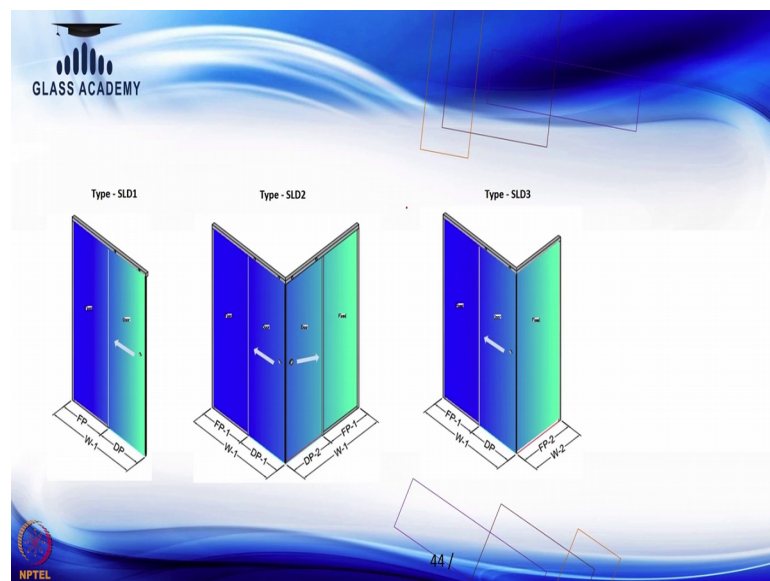 GLASS ACADEMY
Type - SLD1
Type - SLD2
Type - SLD3
FP
DP
W-1
FP-1
DP-1
W-1
DP-2
FP-1
W-1
FP-1
DP
W-1
FP-2
W-2
NPTEL
44 /